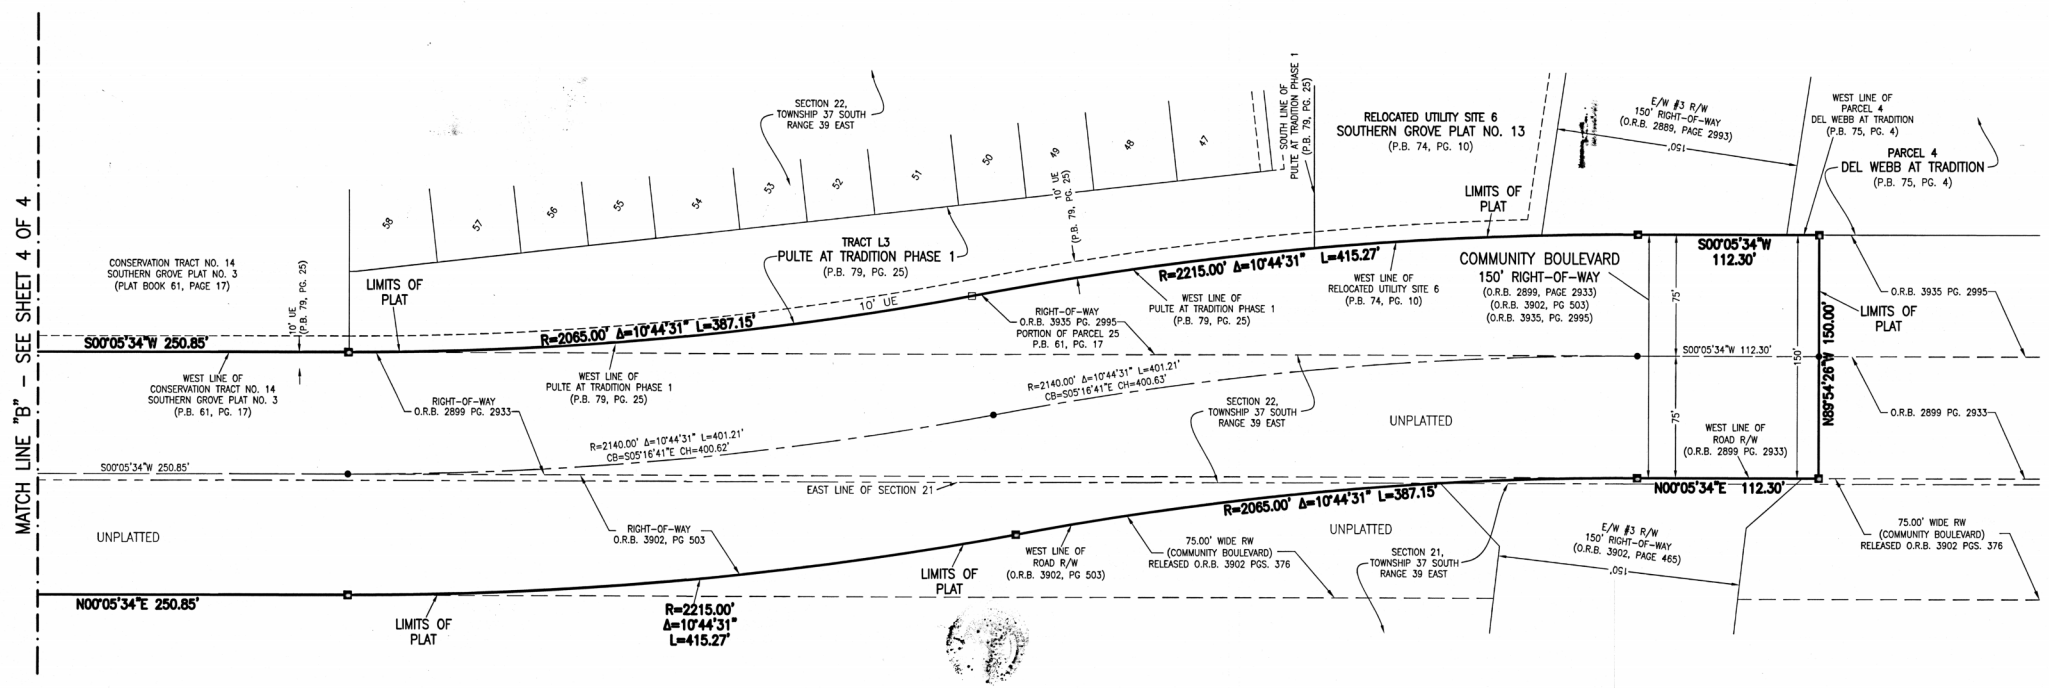 MATCH LINE "B" - SEE SHEET 4 OF 4
CONSERVATION TRACT NO. 14
SOUTHERN GROVE PLAT NO. 3
(PLAT BOOK 61, PAGE 17)
10' UE
(P.B. 79, PG. 25)
S00°05'34"W 250.85'
WEST LINE OF
CONSERVATION TRACT NO. 14
SOUTHERN GROVE PLAT NO. 3
(P.B. 61, PG. 17)
S00°05'34"W 250.85'
UNPLATTED
N00°05'34"E 250.85'
LIMITS OF
PLAT
58
57
56
55
54
53
52
51
50
49
48
47
SECTION 22,
TOWNSHIP 37 SOUTH
RANGE 39 EAST
TRACT L3
PULTE AT TRADITION PHASE 1
(P.B. 79, PG. 25)
10' UE
R=2065.00' Δ=10°44'31" L=387.15'
WEST LINE OF
PULTE AT TRADITION PHASE 1
(P.B. 79, PG. 25)
RIGHT-OF-WAY
O.R.B. 2899 PG. 2933
R=2140.00' Δ=10°44'31" L=401.21'
CB=S05°16'41"E CH=400.62'
EAST LINE OF SECTION 21
RIGHT-OF-WAY
O.R.B. 3902, PG 503
LIMITS OF
PLAT
R=2215.00'
Δ=10°44'31"
L=415.27'
10' UE
(P.B. 79, PG. 25)
SOUTH LINE OF
PULTE AT TRADITION PHASE 1
(P.B. 79, PG. 25)
R=2215.00' Δ=10°44'31" L=415.27'
RIGHT-OF-WAY
O.R.B. 3935 PG. 2995
PORTION OF PARCEL 25
P.B. 61, PG. 17
WEST LINE OF
PULTE AT TRADITION PHASE 1
(P.B. 79, PG. 25)
WEST LINE OF
RELOCATED UTILITY SITE 6
(P.B. 74, PG. 10)
R=2140.00' Δ=10°44'31" L=401.21'
CB=S05°16'41"E CH=400.63'
SECTION 22,
TOWNSHIP 37 SOUTH
RANGE 39 EAST
UNPLATTED
R=2065.00' Δ=10°44'31" L=387.15'
LIMITS OF
PLAT
WEST LINE OF
ROAD R/W
(O.R.B. 3902, PG 503)
75.00' WIDE RW
(COMMUNITY BOULEVARD)
RELEASED O.R.B. 3902 PGS. 376
UNPLATTED
SECTION 21,
TOWNSHIP 37 SOUTH
RANGE 39 EAST
RELOCATED UTILITY SITE 6
SOUTHERN GROVE PLAT NO. 13
(P.B. 74, PG. 10)
LIMITS OF
PLAT
E/W #3 R/W
150' RIGHT-OF-WAY
(O.R.B. 2889, PAGE 2993)
150'
WEST LINE OF
PARCEL 4
DEL WEBB AT TRADITION
(P.B. 75, PG. 4)
PARCEL 4
DEL WEBB AT TRADITION
(P.B. 75, PG. 4)
COMMUNITY BOULEVARD
150' RIGHT-OF-WAY
(O.R.B. 2899, PAGE 2933)
(O.R.B. 3902, PG 503)
(O.R.B. 3935, PG. 2995)
S00°05'34"W
112.30'
75'
150'
75'
S00°05'34"W 112.30'
N89°54'26"W 150.00'
LIMITS OF
PLAT
O.R.B. 3935 PG. 2995
O.R.B. 2899 PG. 2933
WEST LINE OF
ROAD R/W
(O.R.B. 2899 PG. 2933)
N00°05'34"E 112.30'
E/W #3 R/W
150' RIGHT-OF-WAY
(O.R.B. 3902, PAGE 465)
150'
75.00' WIDE RW
(COMMUNITY BOULEVARD)
RELEASED O.R.B. 3902 PGS. 376